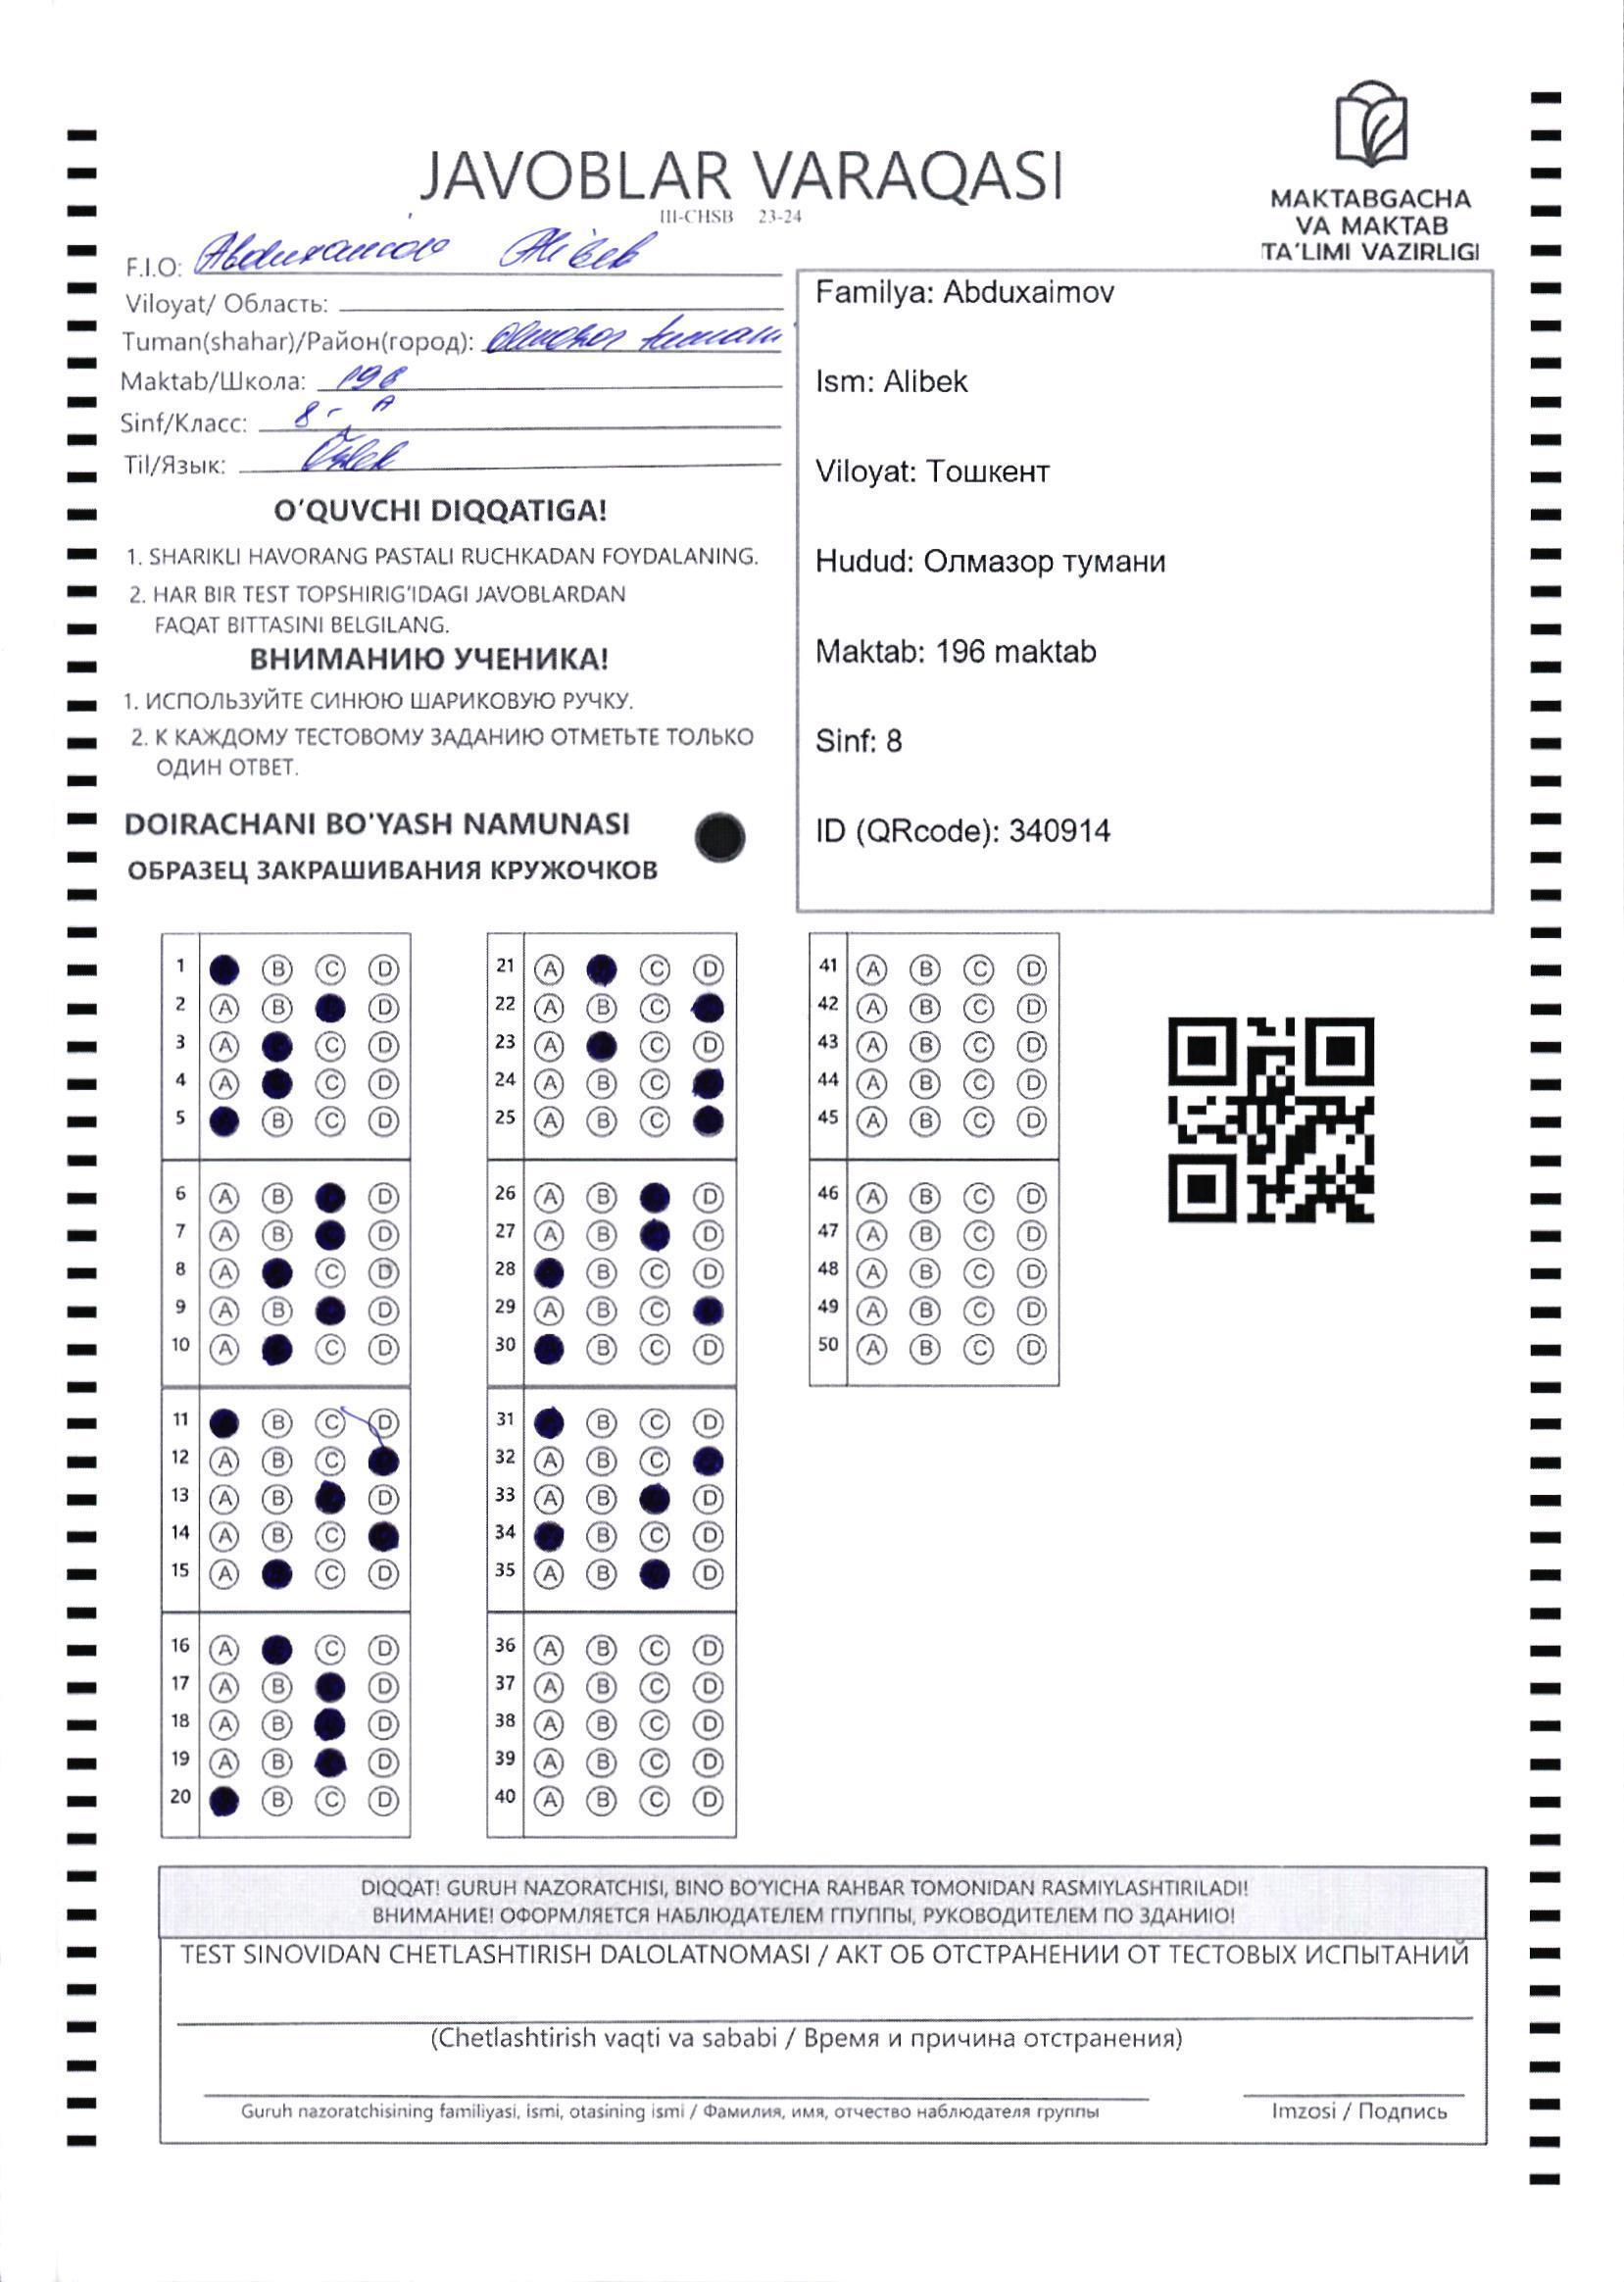 JAVOBLAR VARAQASI
III-CHSB 23-24
MAKTABGACHA
VA MAKTAB
TA'LIMI VAZIRLIGI
F.I.O: Abduxaimov Alibek
Viloyat/ Область:
Tuman(shahar)/Район(город): Olmazor tumani
Maktab/Школа: 196
Sinf/Класс: 8- A
Til/Язык: O'zbek
O'QUVCHI DIQQATIGA!
1. SHARIKLI HAVORANG PASTALI RUCHKADAN FOYDALANING.
2. HAR BIR TEST TOPSHIRIG'IDAGI JAVOBLARDAN
FAQAT BITTASINI BELGILANG.
ВНИМАНИЮ УЧЕНИКА!
1. ИСПОЛЬЗУЙТЕ СИНЮЮ ШАРИКОВУЮ РУЧКУ.
2. К КАЖДОМУ ТЕСТОВОМУ ЗАДАНИЮ ОТМЕТЬТЕ ТОЛЬКО
ОДИН ОТВЕТ.
DOIRACHANI BO'YASH NAMUNASI
ОБРАЗЕЦ ЗАКРАШИВАНИЯ КРУЖОЧКОВ
Familya: Abduxaimov
Ism: Alibek
Viloyat: Тошкент
Hudud: Олмазор тумани
Maktab: 196 maktab
Sinf: 8
ID (QRcode): 340914
1 B C D
2 A B D
3 A C D
4 A C D
5 B C D
6 A B D
7 A B D
8 A C D
9 A B D
10 A C D
11 B C D
12 A B C
13 A B D
14 A B C
15 A C D
16 A C D
17 A B D
18 A B D
19 A B D
20 B C D
21 A C D
22 A B C
23 A C D
24 A B C
25 A B C
26 A B D
27 A B D
28 B C D
29 A B C
30 B C D
31 B C D
32 A B C
33 A B D
34 B C D
35 A B D
36 A B C D
37 A B C D
38 A B C D
39 A B C D
40 A B C D
41 A B C D
42 A B C D
43 A B C D
44 A B C D
45 A B C D
46 A B C D
47 A B C D
48 A B C D
49 A B C D
50 A B C D
DIQQAT! GURUH NAZORATCHISI, BINO BO'YICHA RAHBAR TOMONIDAN RASMIYLASHTIRILADI!
ВНИМАНИЕ! ОФОРМЛЯЕТСЯ НАБЛЮДАТЕЛЕМ ГПУППЫ, РУКОВОДИТЕЛЕМ ПО ЗДАНИЮ!
TEST SINOVIDAN CHETLASHTIRISH DALOLATNOMASI / АКТ ОБ ОТСТРАНЕНИИ ОТ ТЕСТОВЫХ ИСПЫТАНИЙ
(Chetlashtirish vaqti va sababi / Время и причина отстранения)
Guruh nazoratchisining familiyasi, ismi, otasining ismi / Фамилия, имя, отчество наблюдателя группы
Imzosi / Подпись